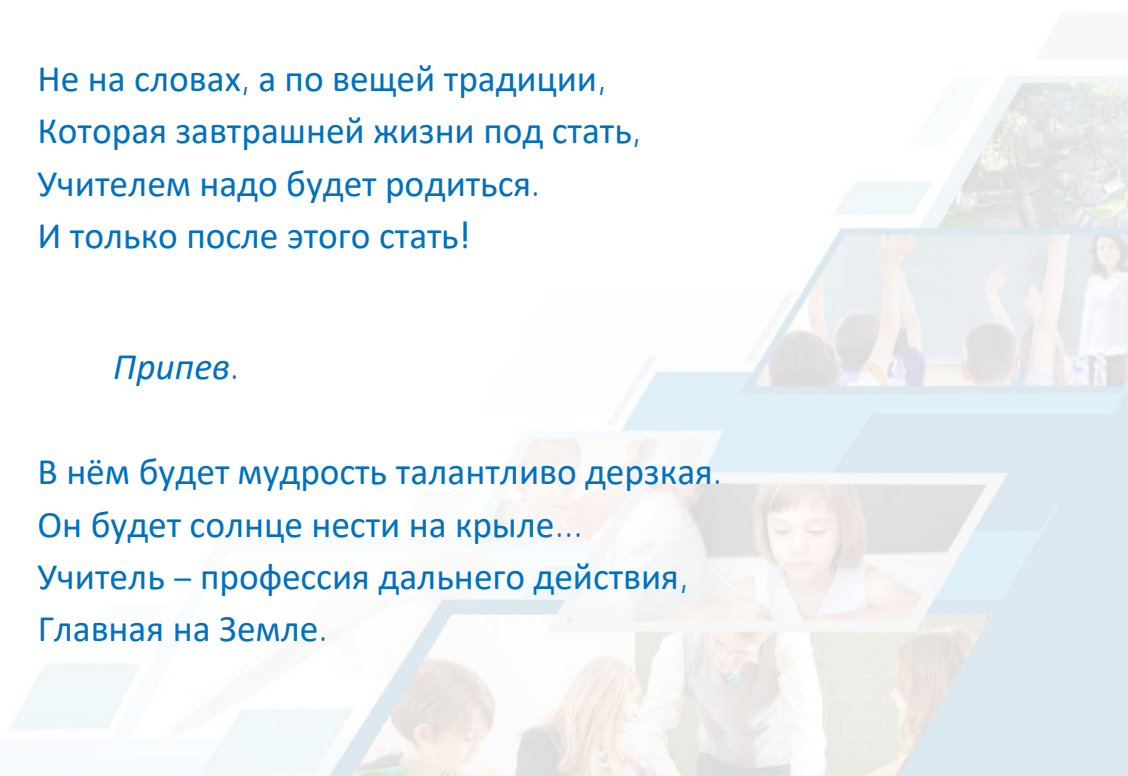 Не на словах, а по вещей традиции,
Которая завтрашней жизни под стать,
Учителем надо будет родиться.
И только после этого стать!
Припев.
В нём будет мудрость талантливо дерзкая.
Он будет солнце нести на крыле...
Учитель – профессия дальнего действия,
Главная на Земле.